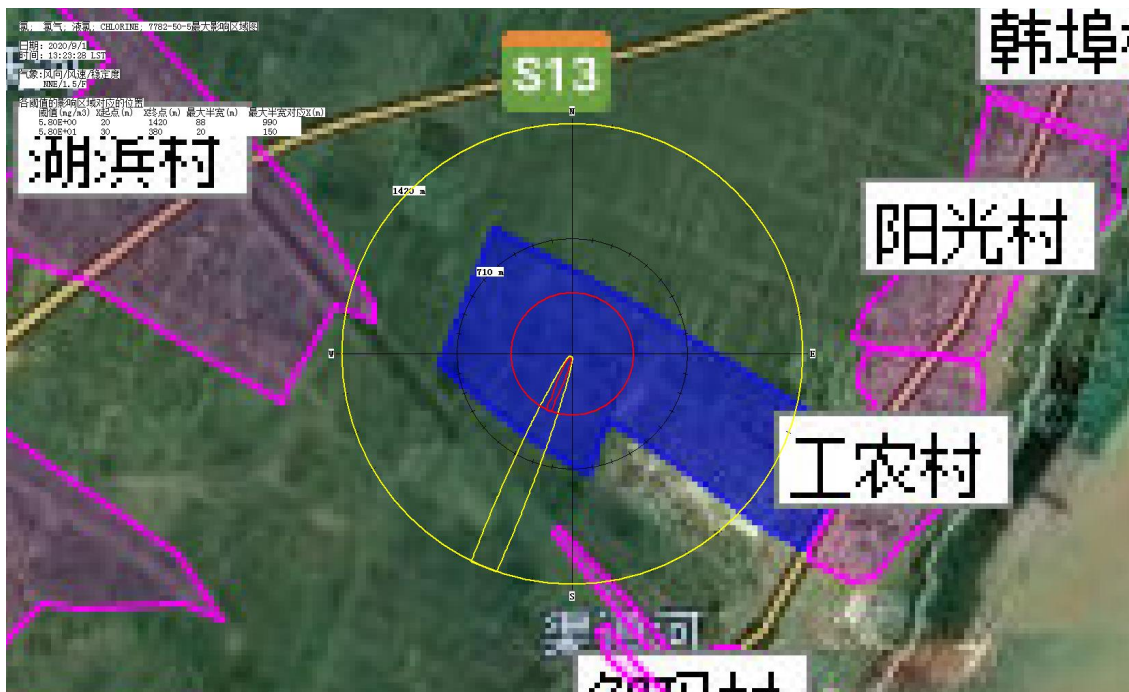 氯; 氯气; 液氯; CHLORINE; 7782-50-5最大影响区域图
日期: 2020/9/1
时间: 13:23:28 LST
气象:风向/风速/稳定度
NNE/1.5/F
各阈值的影响区域对应的位置
阈值(mg/m3) X起点(m) X终点(m) 最大半宽(m) 最大半宽对应X(m)
5.80E+00 20 1420 88 990
5.80E+01 30 380 20 150
湖浜村
S13
韩埠
阳光村
工农村
N
1420 m
710 m
W
E
S
河